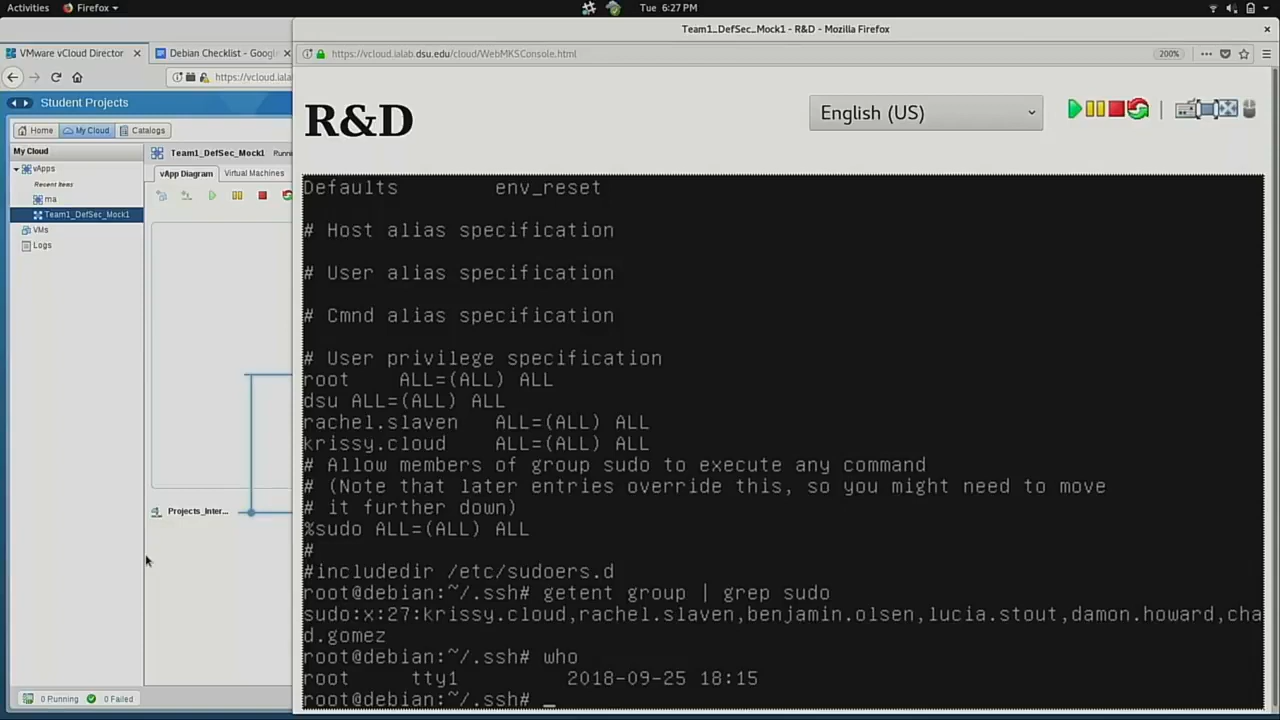 Activities Firefox Tue 6:27 PM
Team1_DefSec_Mock1 - R&D - Mozilla Firefox
VMware vCloud Director Debian Checklist - Google
https://vcloud.ialab.dsu.edu/cloud/WebMKSConsole.html 200%
https://vcloud.iala
Student Projects
R&D English (US)
Home My Cloud Catalogs
My Cloud
Team1_DefSec_Mock1 Runn
vApps
vApp Diagram Virtual Machines
Recent Items
ma
Team1_DefSec_Mock1
VMs
Logs
Projects_Inter...
0 Running 0 Failed
Defaults env_reset
# Host alias specification
# User alias specification
# Cmnd alias specification
# User privilege specification
root ALL=(ALL) ALL
dsu ALL=(ALL) ALL
rachel.slaven ALL=(ALL) ALL
krissy.cloud ALL=(ALL) ALL
# Allow members of group sudo to execute any command
# (Note that later entries override this, so you might need to move
# it further down)
%sudo ALL=(ALL) ALL
#
#includedir /etc/sudoers.d
root@debian:~/.ssh# getent group | grep sudo
sudo:x:27:krissy.cloud,rachel.slaven,benjamin.olsen,lucia.stout,damon.howard,cha
d.gomez
root@debian:~/.ssh# who
root tty1 2018-09-25 18:15
root@debian:~/.ssh# _